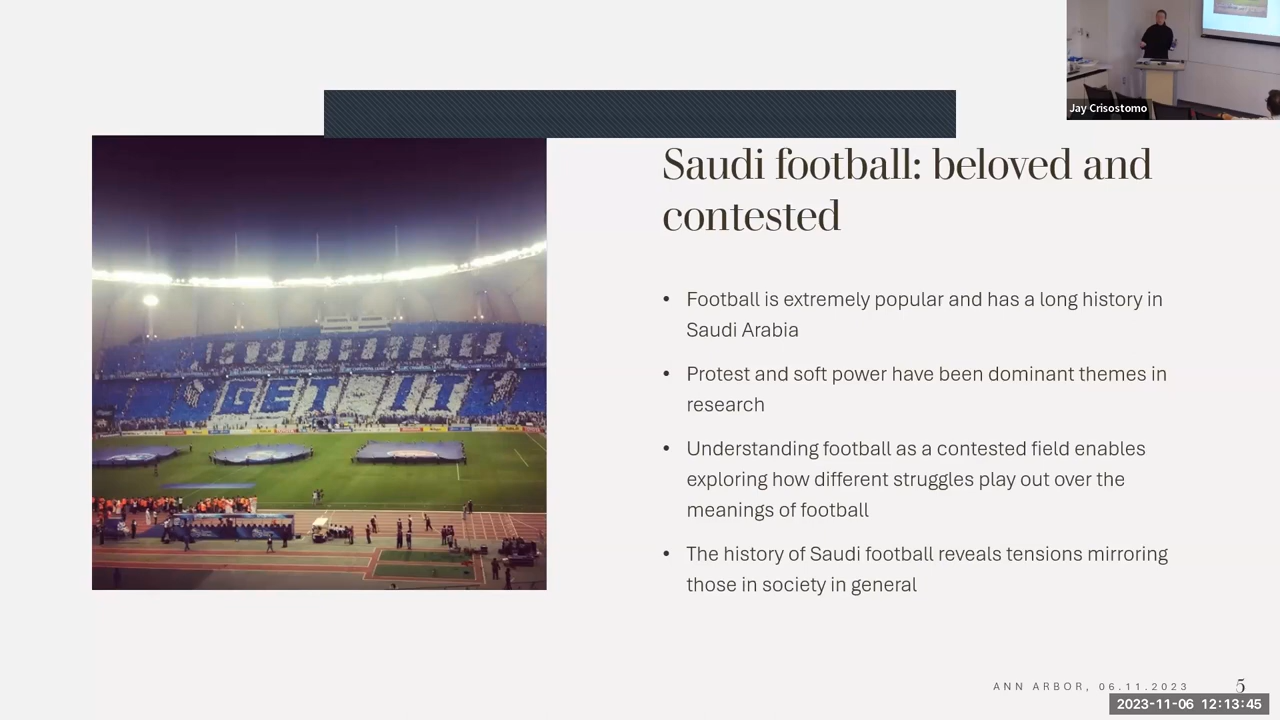 Jay Crisostomo
Saudi football: beloved and
contested
• Football is extremely popular and has a long history in
Saudi Arabia
• Protest and soft power have been dominant themes in
research
• Understanding football as a contested field enables
exploring how different struggles play out over the
meanings of football
• The history of Saudi football reveals tensions mirroring
those in society in general
GET IT
ANN ARBOR, 06.11.2023
5
2023-11-06 12:13:45